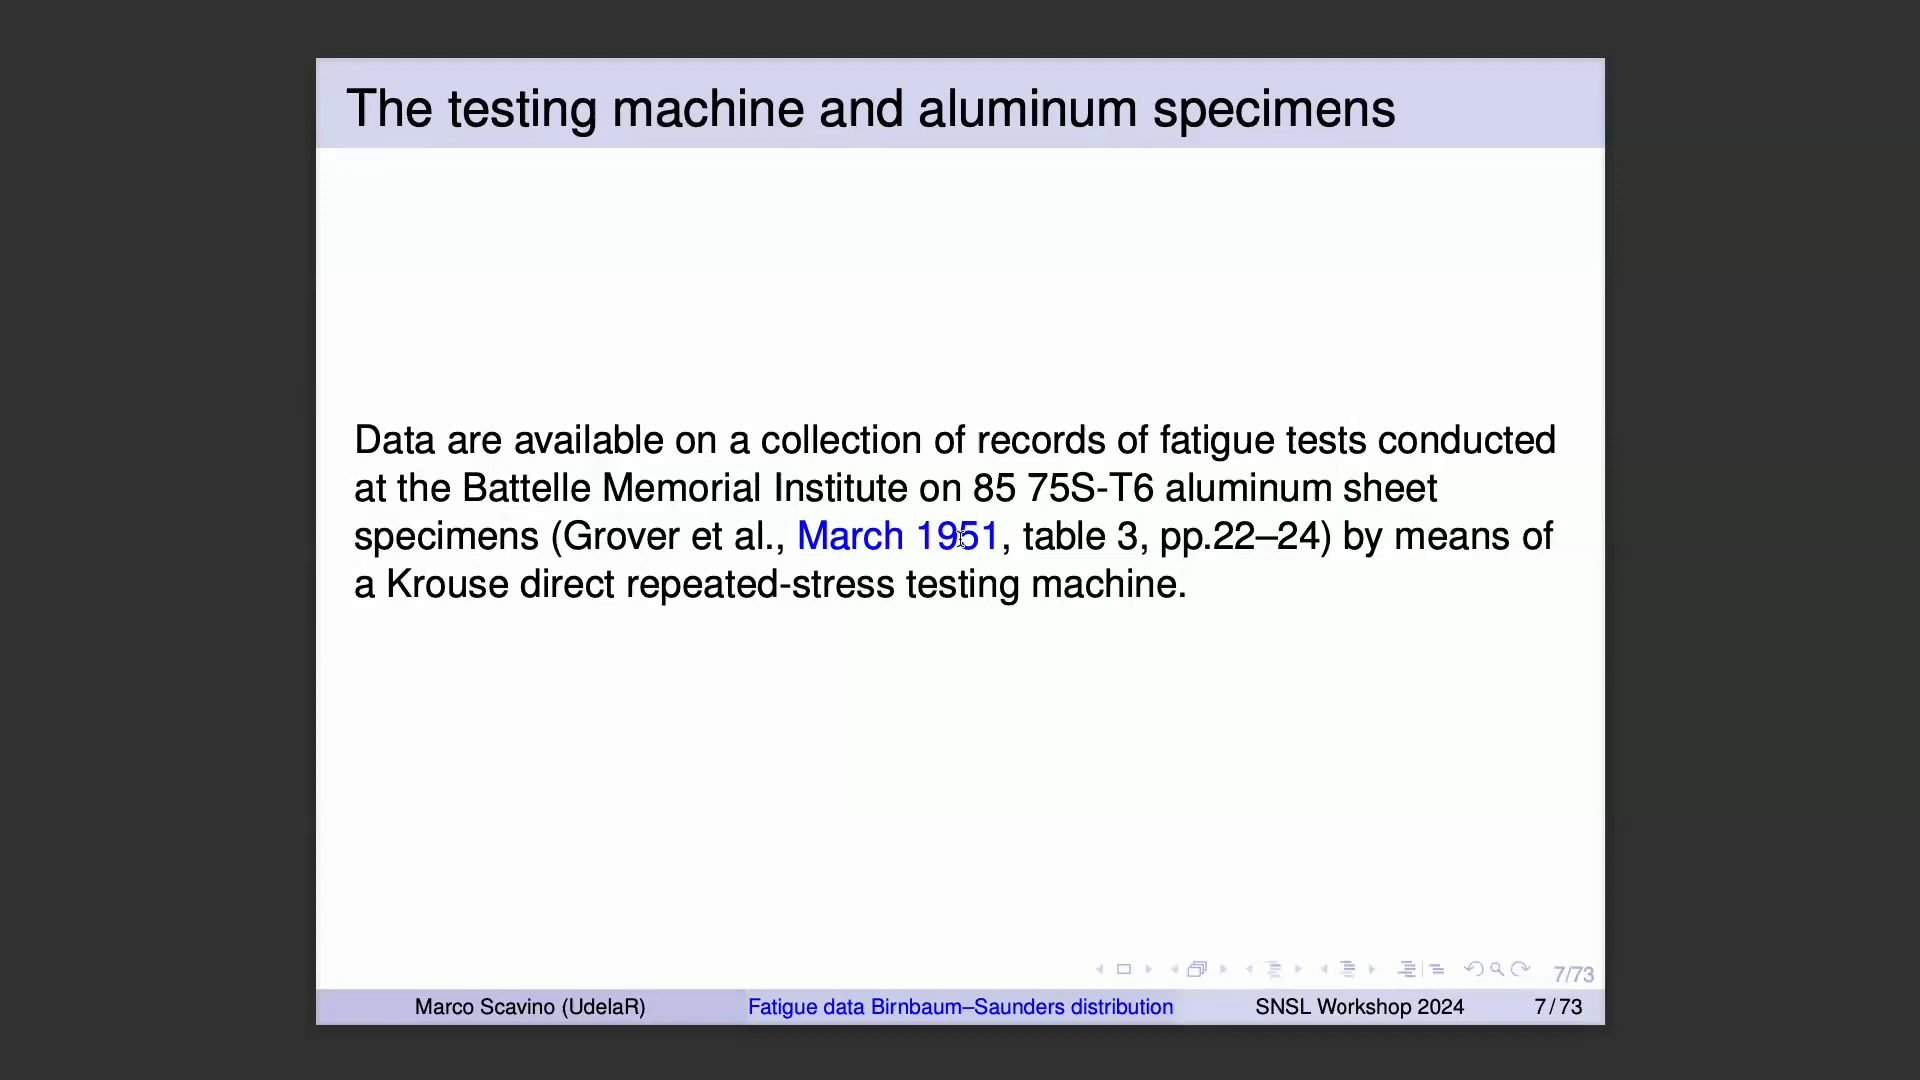 The testing machine and aluminum specimens
Data are available on a collection of records of fatigue tests conducted
at the Battelle Memorial Institute on 85 75S-T6 aluminum sheet
specimens (Grover et al., March 1951, table 3, pp.22–24) by means of
a Krouse direct repeated-stress testing machine.
7/73
Marco Scavino (UdelaR) Fatigue data Birnbaum–Saunders distribution SNSL Workshop 2024 7 / 73